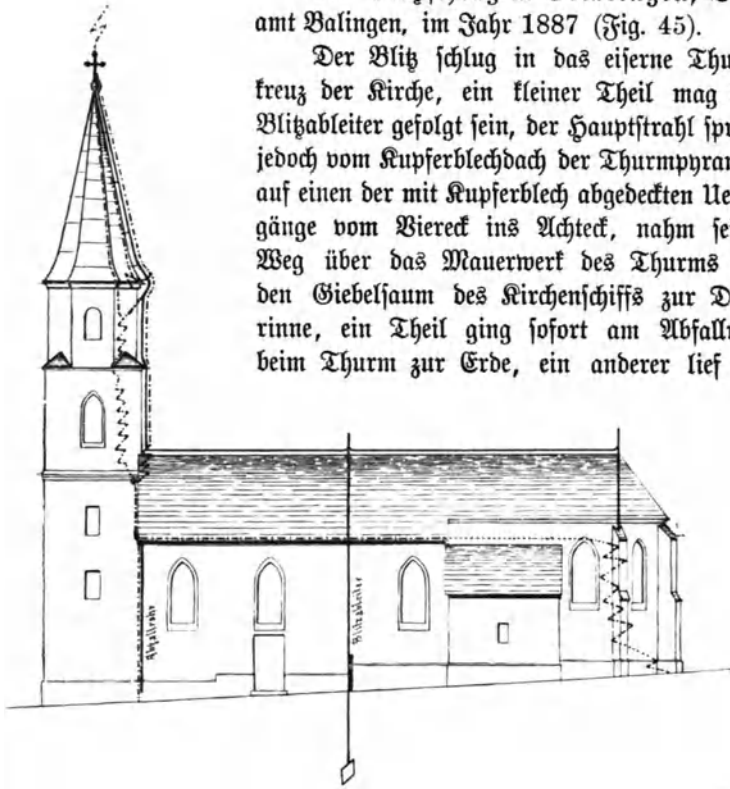 amt Balingen, im Jahr 1887 (Fig. 45).
Der Blitz schlug in das eiserne Thu
kreuz der Kirche, ein kleiner Theil mag
Blitzableiter gefolgt sein, der Hauptstrahl spr
jedoch vom Kupferblechdach der Thurmpyran
auf einen der mit Kupferblech abgedeckten Ue
gänge vom Viereck ins Achteck, nahm se
Weg über das Mauerwerk des Thurms
den Giebelsaum des Kirchenschiffs zur D
rinne, ein Theil ging sofort am Abfallr
beim Thurm zur Erde, ein anderer lief
Abfallrohr
Blitzableiter